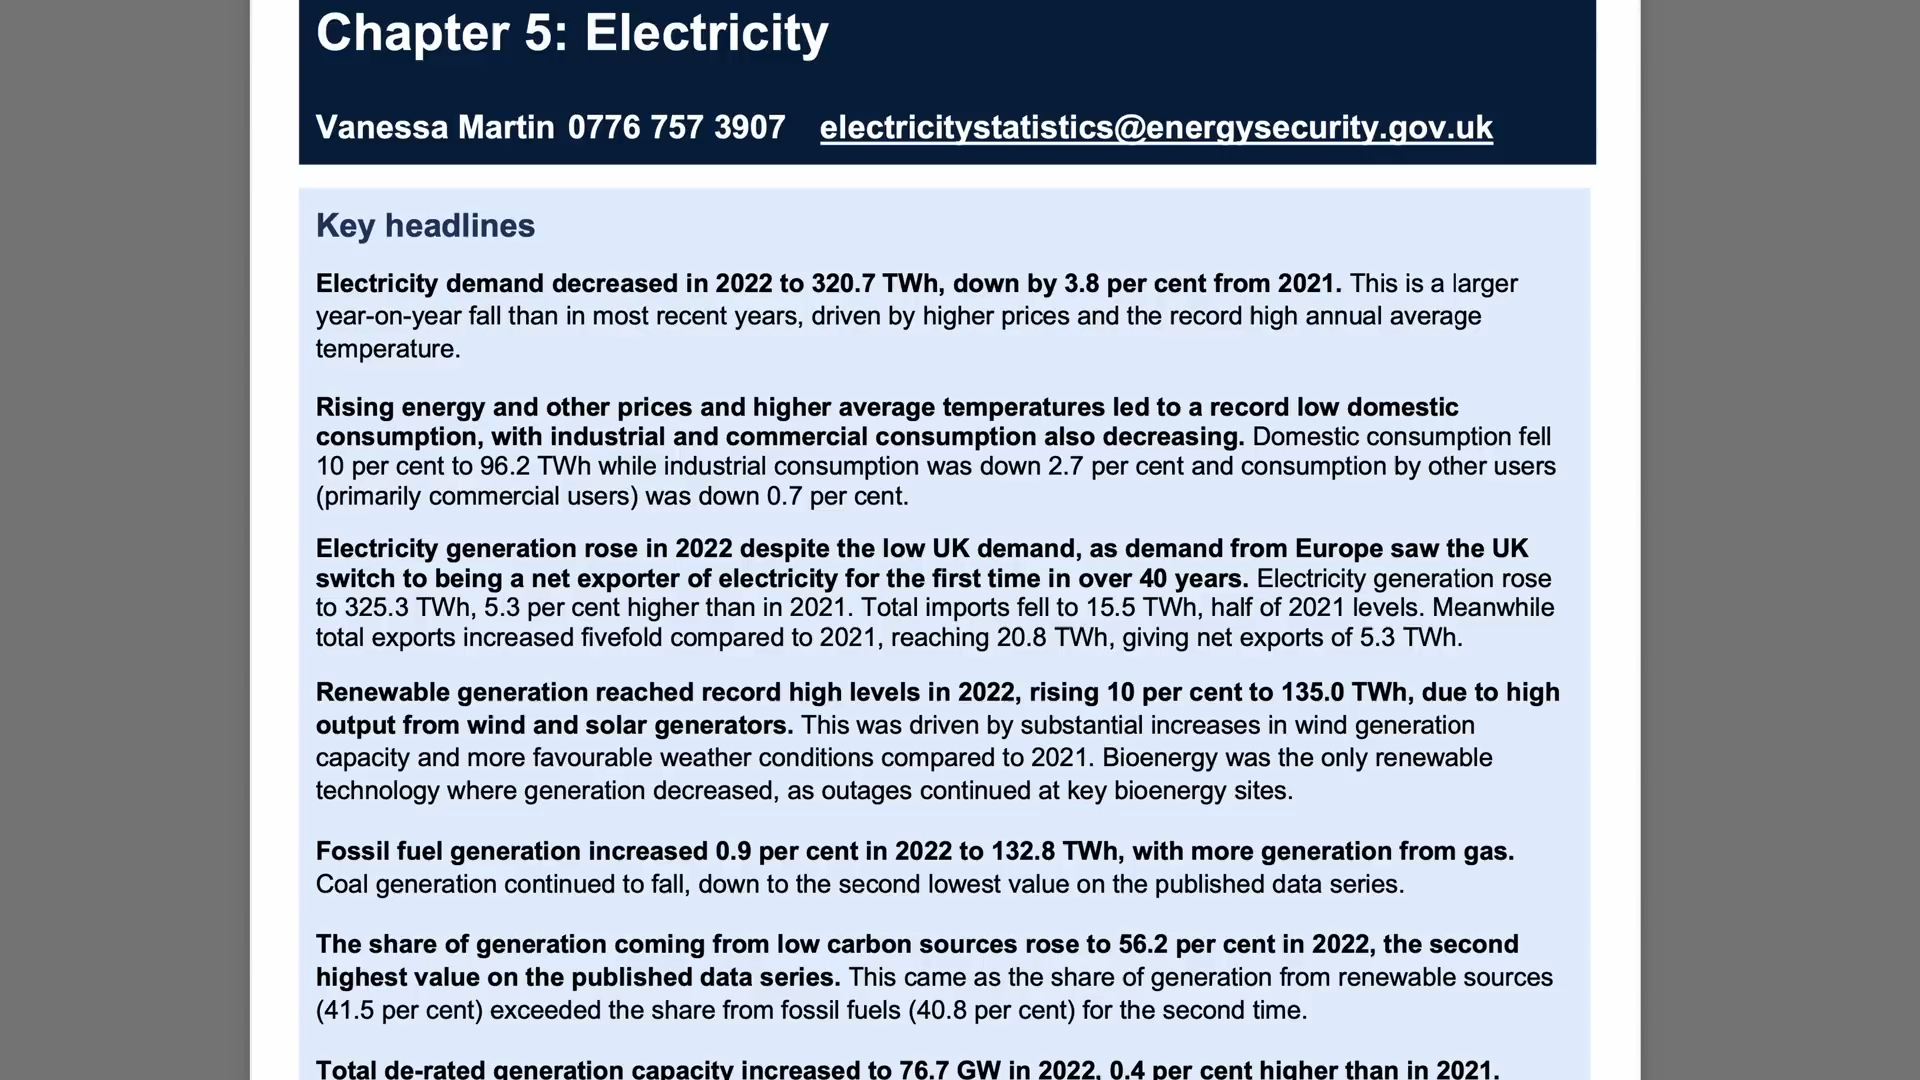 Chapter 5: Electricity
Vanessa Martin 0776 757 3907 electricitystatistics@energysecurity.gov.uk
Key headlines
Electricity demand decreased in 2022 to 320.7 TWh, down by 3.8 per cent from 2021. This is a larger
year-on-year fall than in most recent years, driven by higher prices and the record high annual average
temperature.
Rising energy and other prices and higher average temperatures led to a record low domestic
consumption, with industrial and commercial consumption also decreasing. Domestic consumption fell
10 per cent to 96.2 TWh while industrial consumption was down 2.7 per cent and consumption by other users
(primarily commercial users) was down 0.7 per cent.
Electricity generation rose in 2022 despite the low UK demand, as demand from Europe saw the UK
switch to being a net exporter of electricity for the first time in over 40 years. Electricity generation rose
to 325.3 TWh, 5.3 per cent higher than in 2021. Total imports fell to 15.5 TWh, half of 2021 levels. Meanwhile
total exports increased fivefold compared to 2021, reaching 20.8 TWh, giving net exports of 5.3 TWh.
Renewable generation reached record high levels in 2022, rising 10 per cent to 135.0 TWh, due to high
output from wind and solar generators. This was driven by substantial increases in wind generation
capacity and more favourable weather conditions compared to 2021. Bioenergy was the only renewable
technology where generation decreased, as outages continued at key bioenergy sites.
Fossil fuel generation increased 0.9 per cent in 2022 to 132.8 TWh, with more generation from gas.
Coal generation continued to fall, down to the second lowest value on the published data series.
The share of generation coming from low carbon sources rose to 56.2 per cent in 2022, the second
highest value on the published data series. This came as the share of generation from renewable sources
(41.5 per cent) exceeded the share from fossil fuels (40.8 per cent) for the second time.
Total de-rated generation capacity increased to 76.7 GW in 2022, 0.4 per cent higher than in 2021.